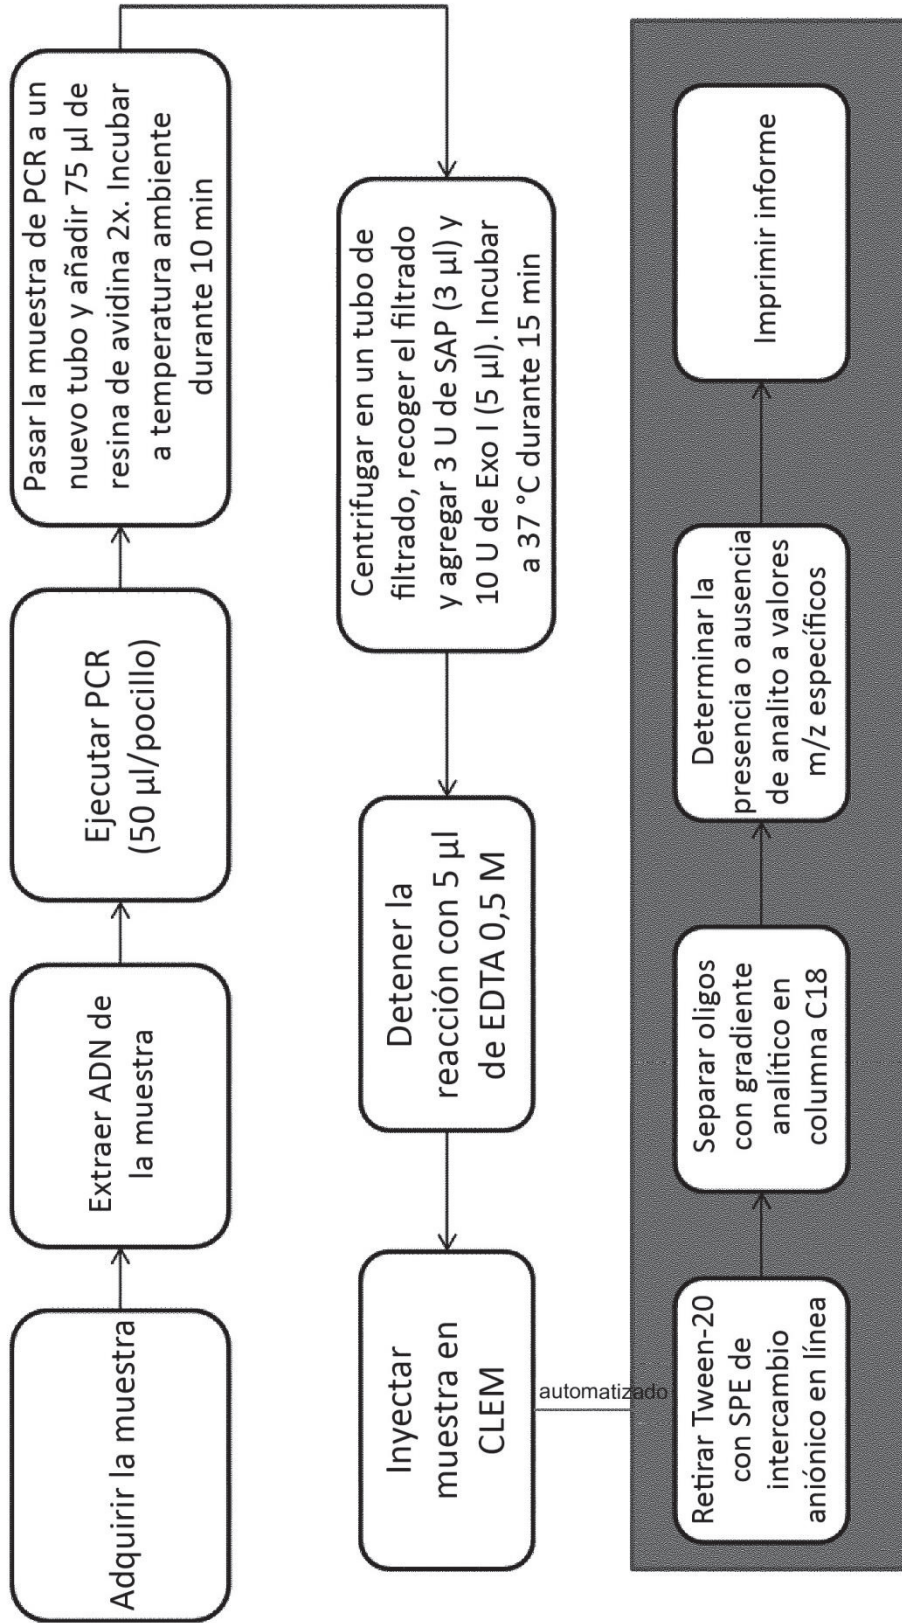 Adquirir la muestra
Extraer ADN de
la muestra
Ejecutar PCR
(50 µl/pocillo)
Pasar la muestra de PCR a un
nuevo tubo y añadir 75 µl de
resina de avidina 2x. Incubar
a temperatura ambiente
durante 10 min
Centrifugar en un tubo de
filtrado, recoger el filtrado
y agregar 3 U de SAP (3 µl) y
10 U de Exo I (5 µl). Incubar
a 37 °C durante 15 min
Detener la
reacción con 5 µl
de EDTA 0,5 M
Inyectar
muestra en
CLEM
automatizado
Retirar Tween-20
con SPE de
intercambio
aniónico en línea
Separar oligos
con gradiente
analítico en
columna C18
Determinar la
presencia o ausencia
de analito a valores
m/z específicos
Imprimir informe